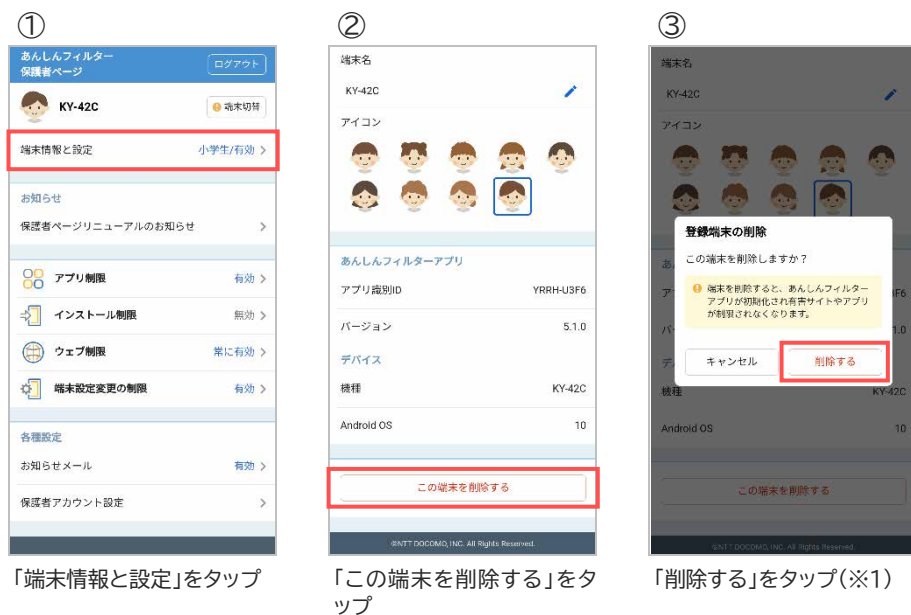 ①
あんしんフィルター
保護者ページ
ログアウト
KY-42C
端末切替
端末情報と設定
小学生/有効
お知らせ
保護者ページリニューアルのお知らせ
アプリ制限
有効
インストール制限
無効
ウェブ制限
常に有効
端末設定変更の制限
有効
各種設定
お知らせメール
有効
保護者アカウント設定
「端末情報と設定」をタップ
②
端末名
KY-42C
アイコン
あんしんフィルターアプリ
アプリ識別ID
YRRH-U3F6
バージョン
5.1.0
デバイス
機種
KY-42C
Android OS
10
この端末を削除する
©NTT DOCOMO, INC. All Rights Reserved.
「この端末を削除する」をタ
ップ
③
端末名
KY-42C
アイコン
登録端末の削除
この端末を削除しますか？
端末を削除すると、あんしんフィルター
アプリが初期化され有害サイトやアプリ
が制限されなくなります。
キャンセル
削除する
機種
KY-42C
Android OS
10
この端末を削除する
©NTT DOCOMO, INC. All Rights Reserved.
「削除する」をタップ(※1)